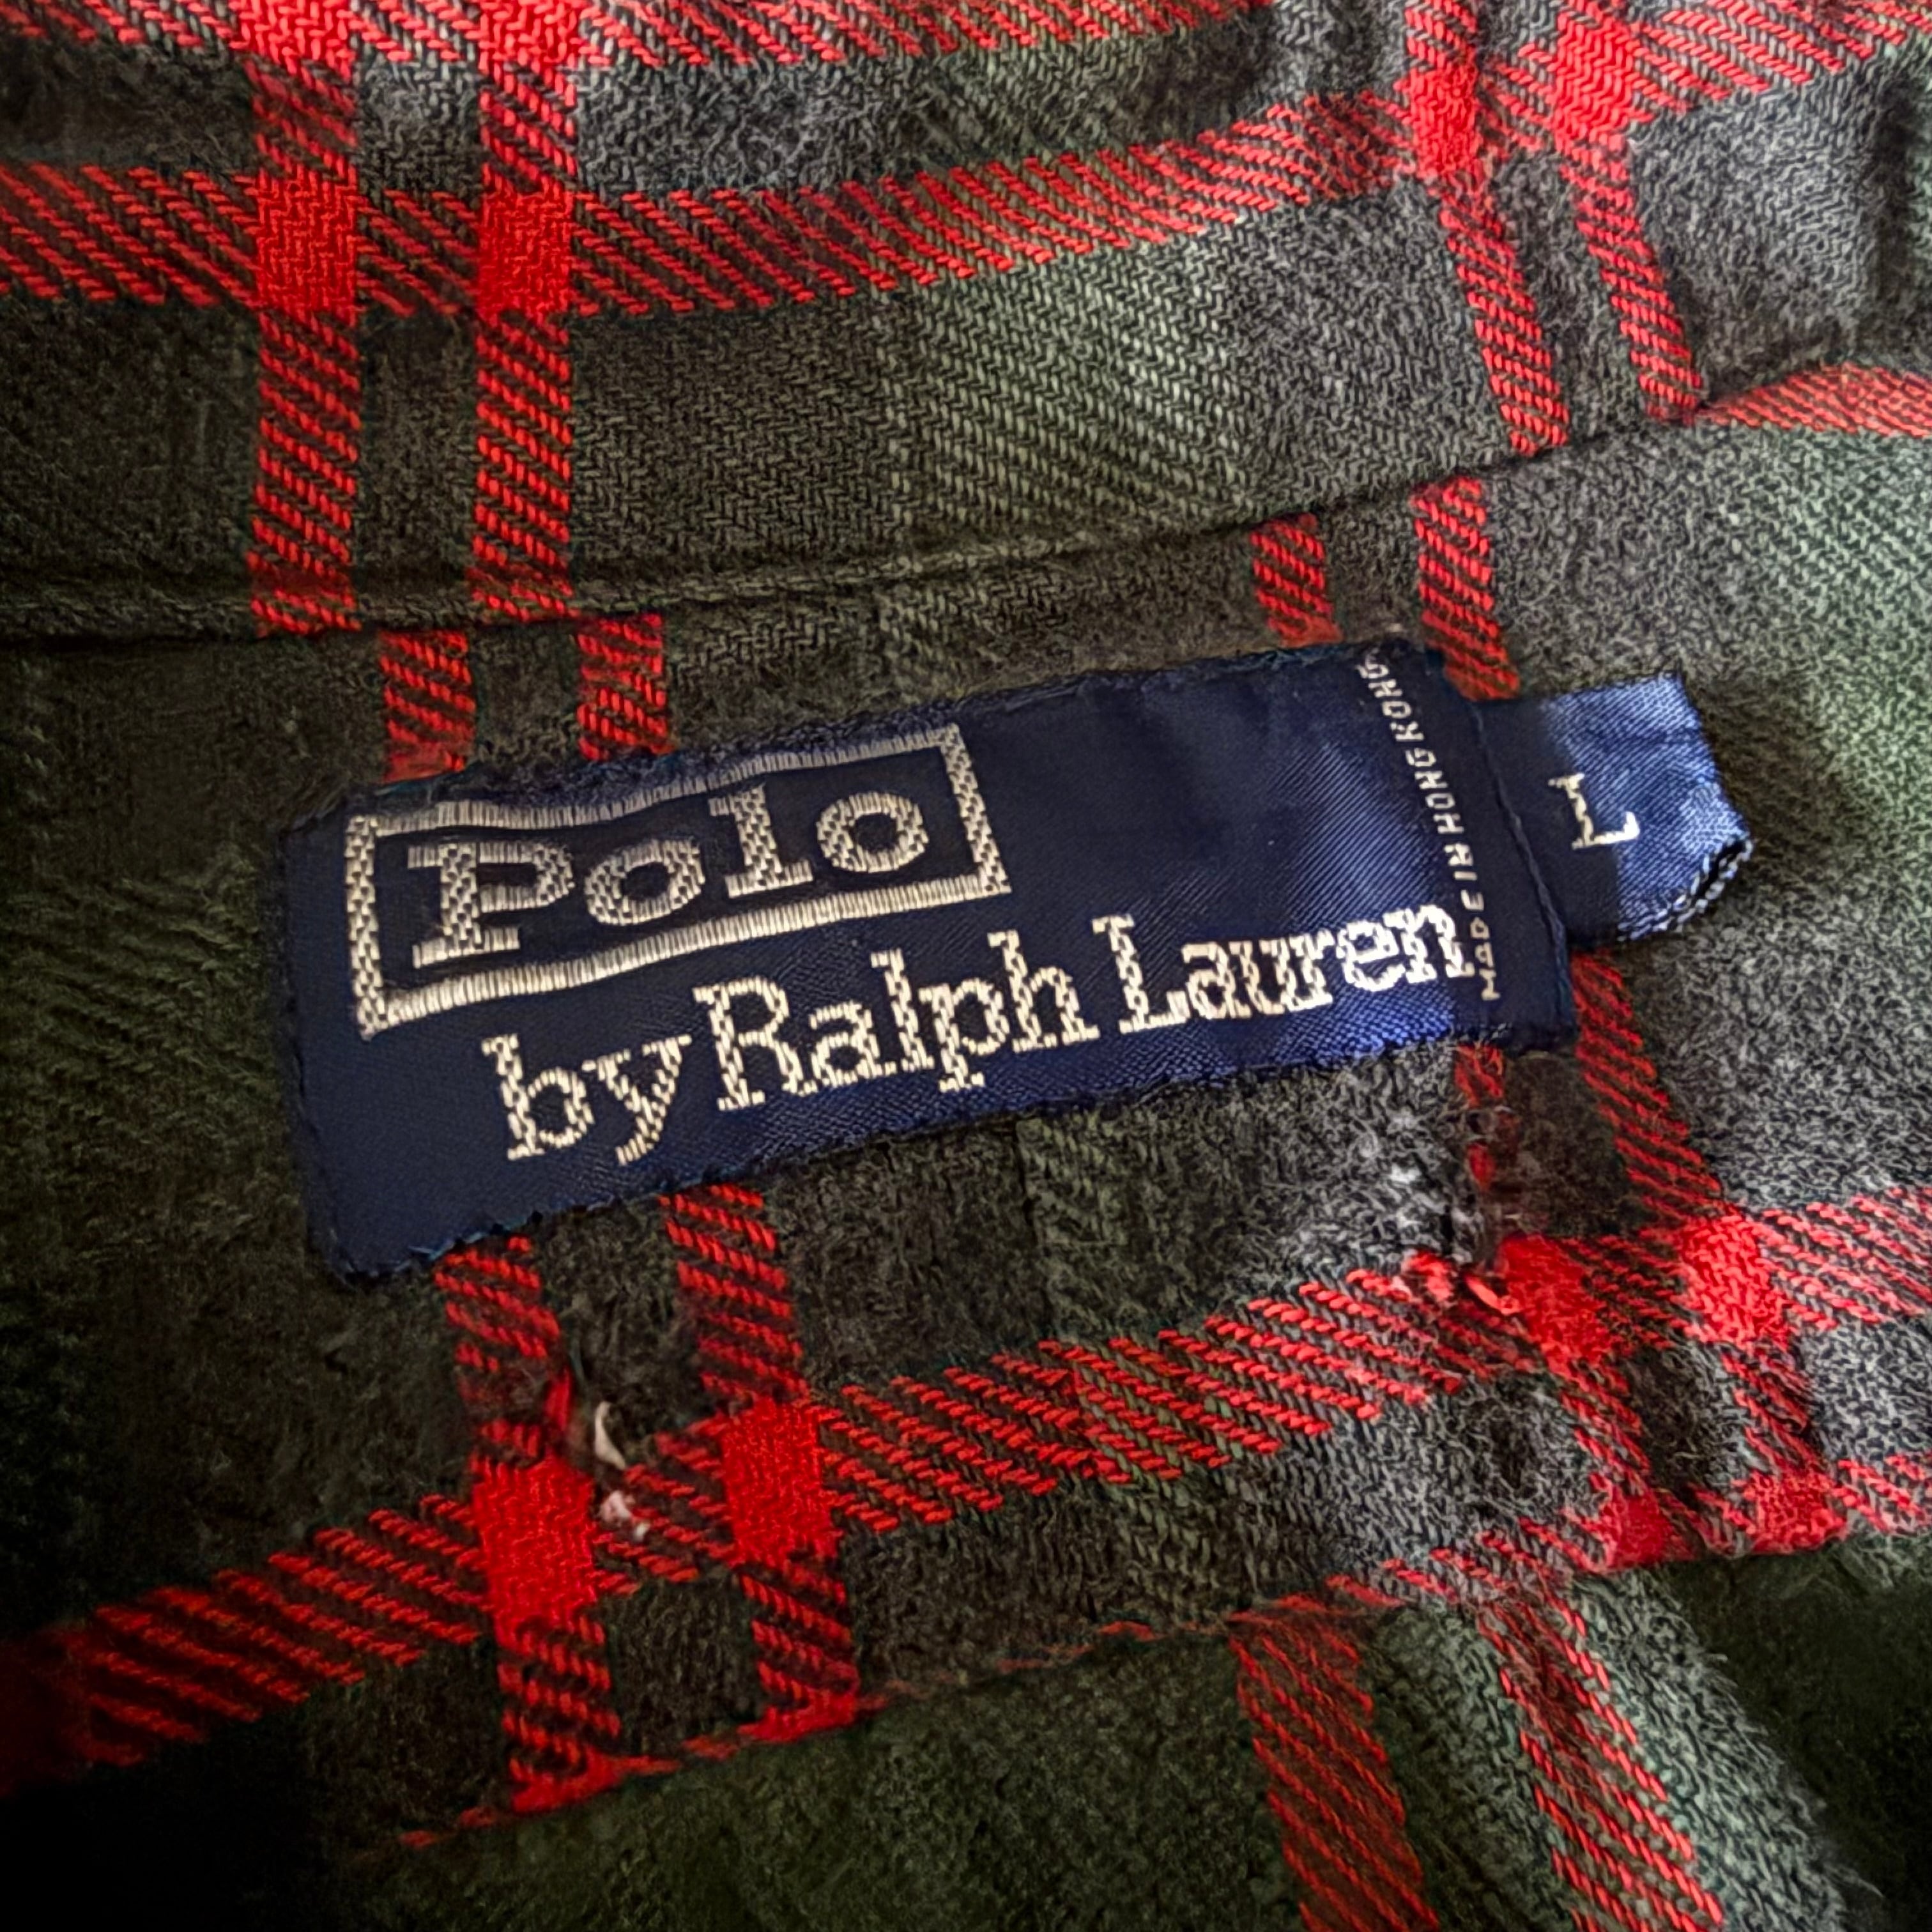 Polo
by Ralph Lauren
MADE IN HONG KONG
L